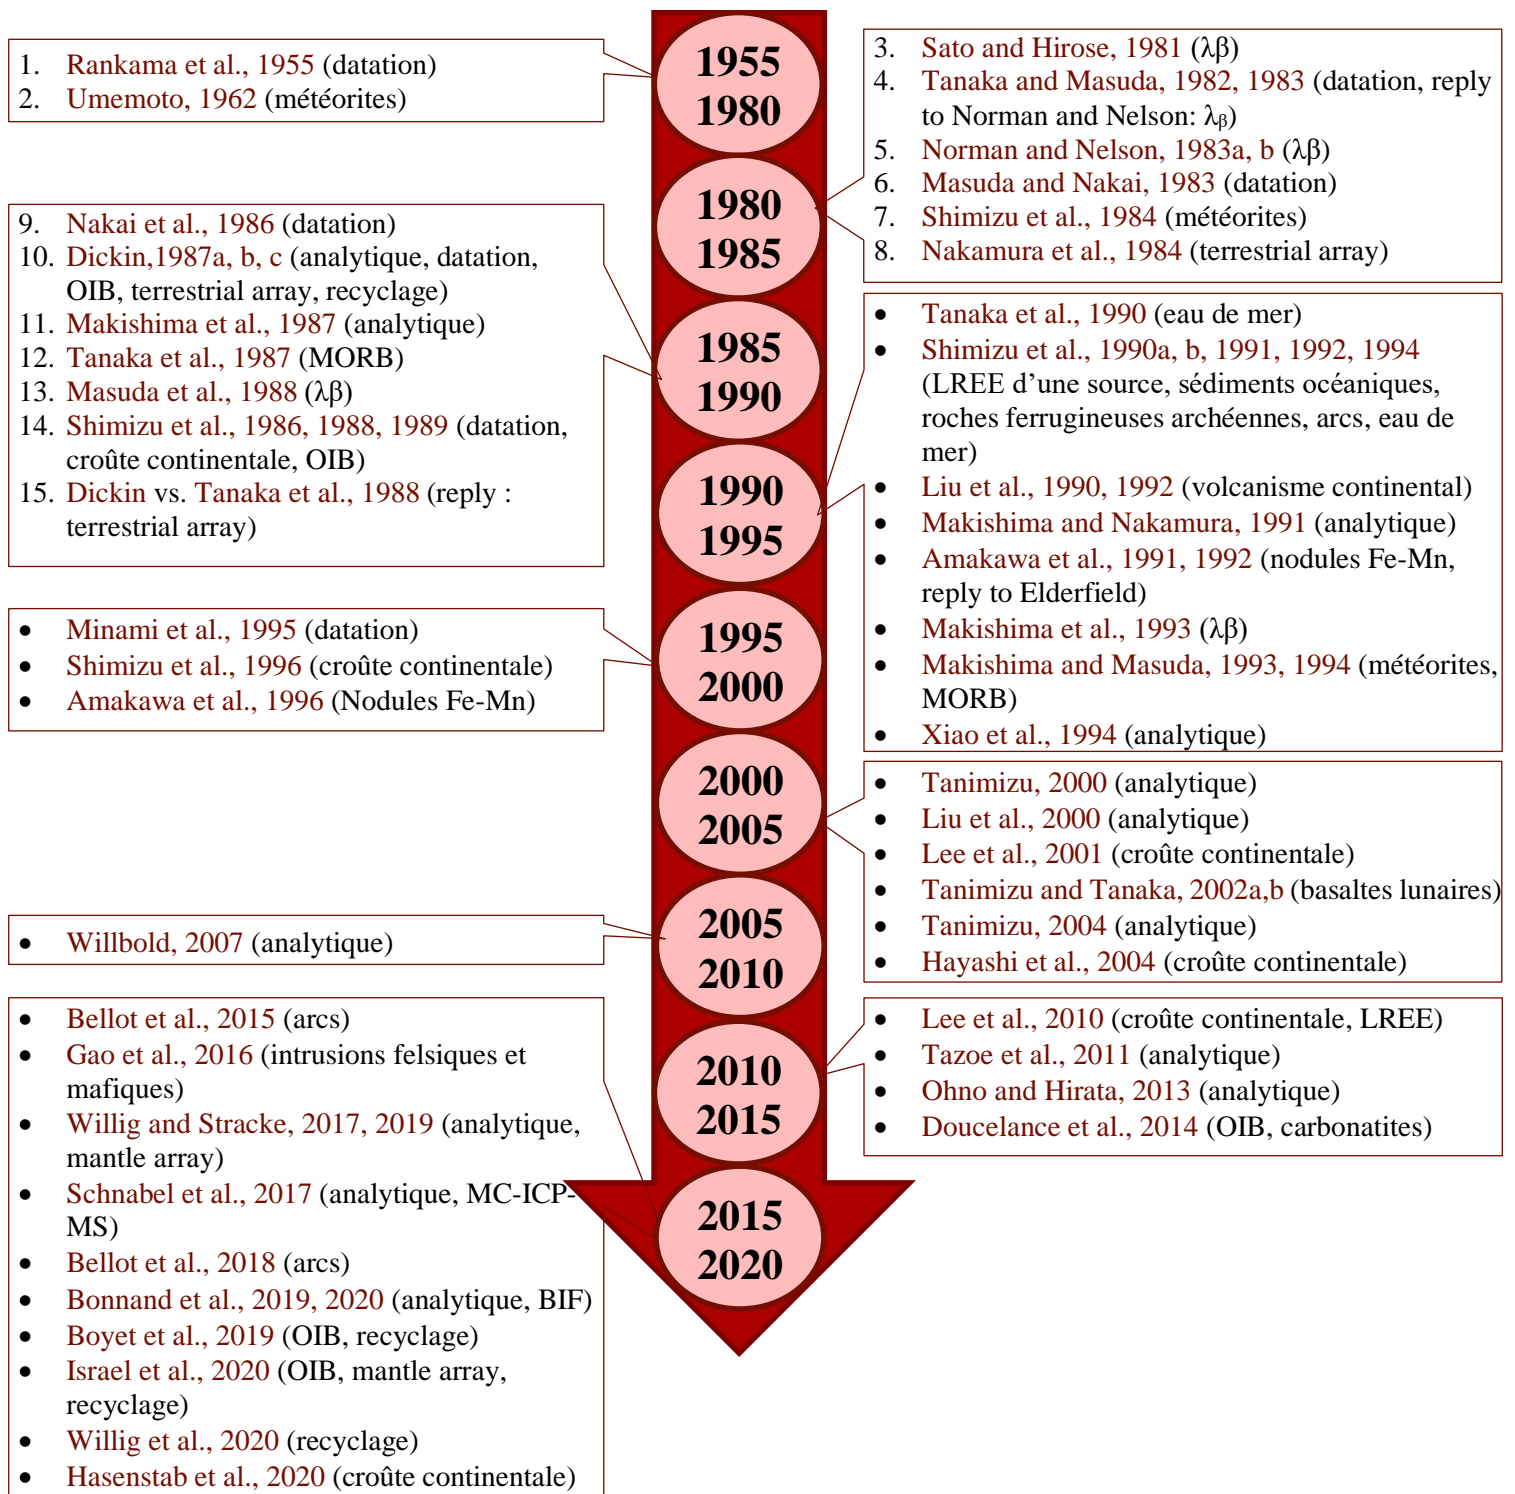 1955
1980
1. Rankama et al., 1955 (datation)
2. Umemoto, 1962 (météorites)
3. Sato and Hirose, 1981 (λβ)
4. Tanaka and Masuda, 1982, 1983 (datation, reply
to Norman and Nelson: λβ)
5. Norman and Nelson, 1983a, b (λβ)
6. Masuda and Nakai, 1983 (datation)
7. Shimizu et al., 1984 (météorites)
8. Nakamura et al., 1984 (terrestrial array)
1980
1985
9. Nakai et al., 1986 (datation)
10. Dickin,1987a, b, c (analytique, datation,
OIB, terrestrial array, recyclage)
11. Makishima et al., 1987 (analytique)
12. Tanaka et al., 1987 (MORB)
13. Masuda et al., 1988 (λβ)
14. Shimizu et al., 1986, 1988, 1989 (datation,
croûte continentale, OIB)
15. Dickin vs. Tanaka et al., 1988 (reply :
terrestrial array)
1985
1990
• Tanaka et al., 1990 (eau de mer)
• Shimizu et al., 1990a, b, 1991, 1992, 1994
(LREE d’une source, sédiments océaniques,
roches ferrugineuses archéennes, arcs, eau de
mer)
• Liu et al., 1990, 1992 (volcanisme continental)
• Makishima and Nakamura, 1991 (analytique)
• Amakawa et al., 1991, 1992 (nodules Fe-Mn,
reply to Elderfield)
• Makishima et al., 1993 (λβ)
• Makishima and Masuda, 1993, 1994 (météorites,
MORB)
• Xiao et al., 1994 (analytique)
1990
1995
• Minami et al., 1995 (datation)
• Shimizu et al., 1996 (croûte continentale)
• Amakawa et al., 1996 (Nodules Fe-Mn)
1995
2000
• Tanimizu, 2000 (analytique)
• Liu et al., 2000 (analytique)
• Lee et al., 2001 (croûte continentale)
• Tanimizu and Tanaka, 2002a,b (basaltes lunaires)
• Tanimizu, 2004 (analytique)
• Hayashi et al., 2004 (croûte continentale)
2000
2005
• Willbold, 2007 (analytique)
2005
2010
• Lee et al., 2010 (croûte continentale, LREE)
• Tazoe et al., 2011 (analytique)
• Ohno and Hirata, 2013 (analytique)
• Doucelance et al., 2014 (OIB, carbonatites)
2010
2015
• Bellot et al., 2015 (arcs)
• Gao et al., 2016 (intrusions felsiques et
mafiques)
• Willig and Stracke, 2017, 2019 (analytique,
mantle array)
• Schnabel et al., 2017 (analytique, MC-ICP-
MS)
• Bellot et al., 2018 (arcs)
• Bonnand et al., 2019, 2020 (analytique, BIF)
• Boyet et al., 2019 (OIB, recyclage)
• Israel et al., 2020 (OIB, mantle array,
recyclage)
• Willig et al., 2020 (recyclage)
• Hasenstab et al., 2020 (croûte continentale)
2015
2020